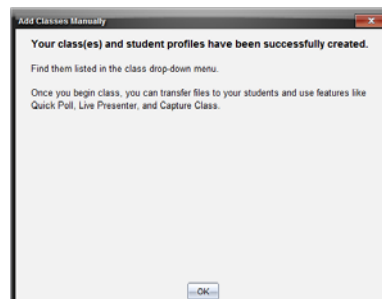 Add Classes Manually
Your class(es) and student profiles have been successfully created.
Find them listed in the class drop-down menu.
Once you begin class, you can transfer files to your students and use features like
Quick Poll, Live Presenter, and Capture Class.
OK